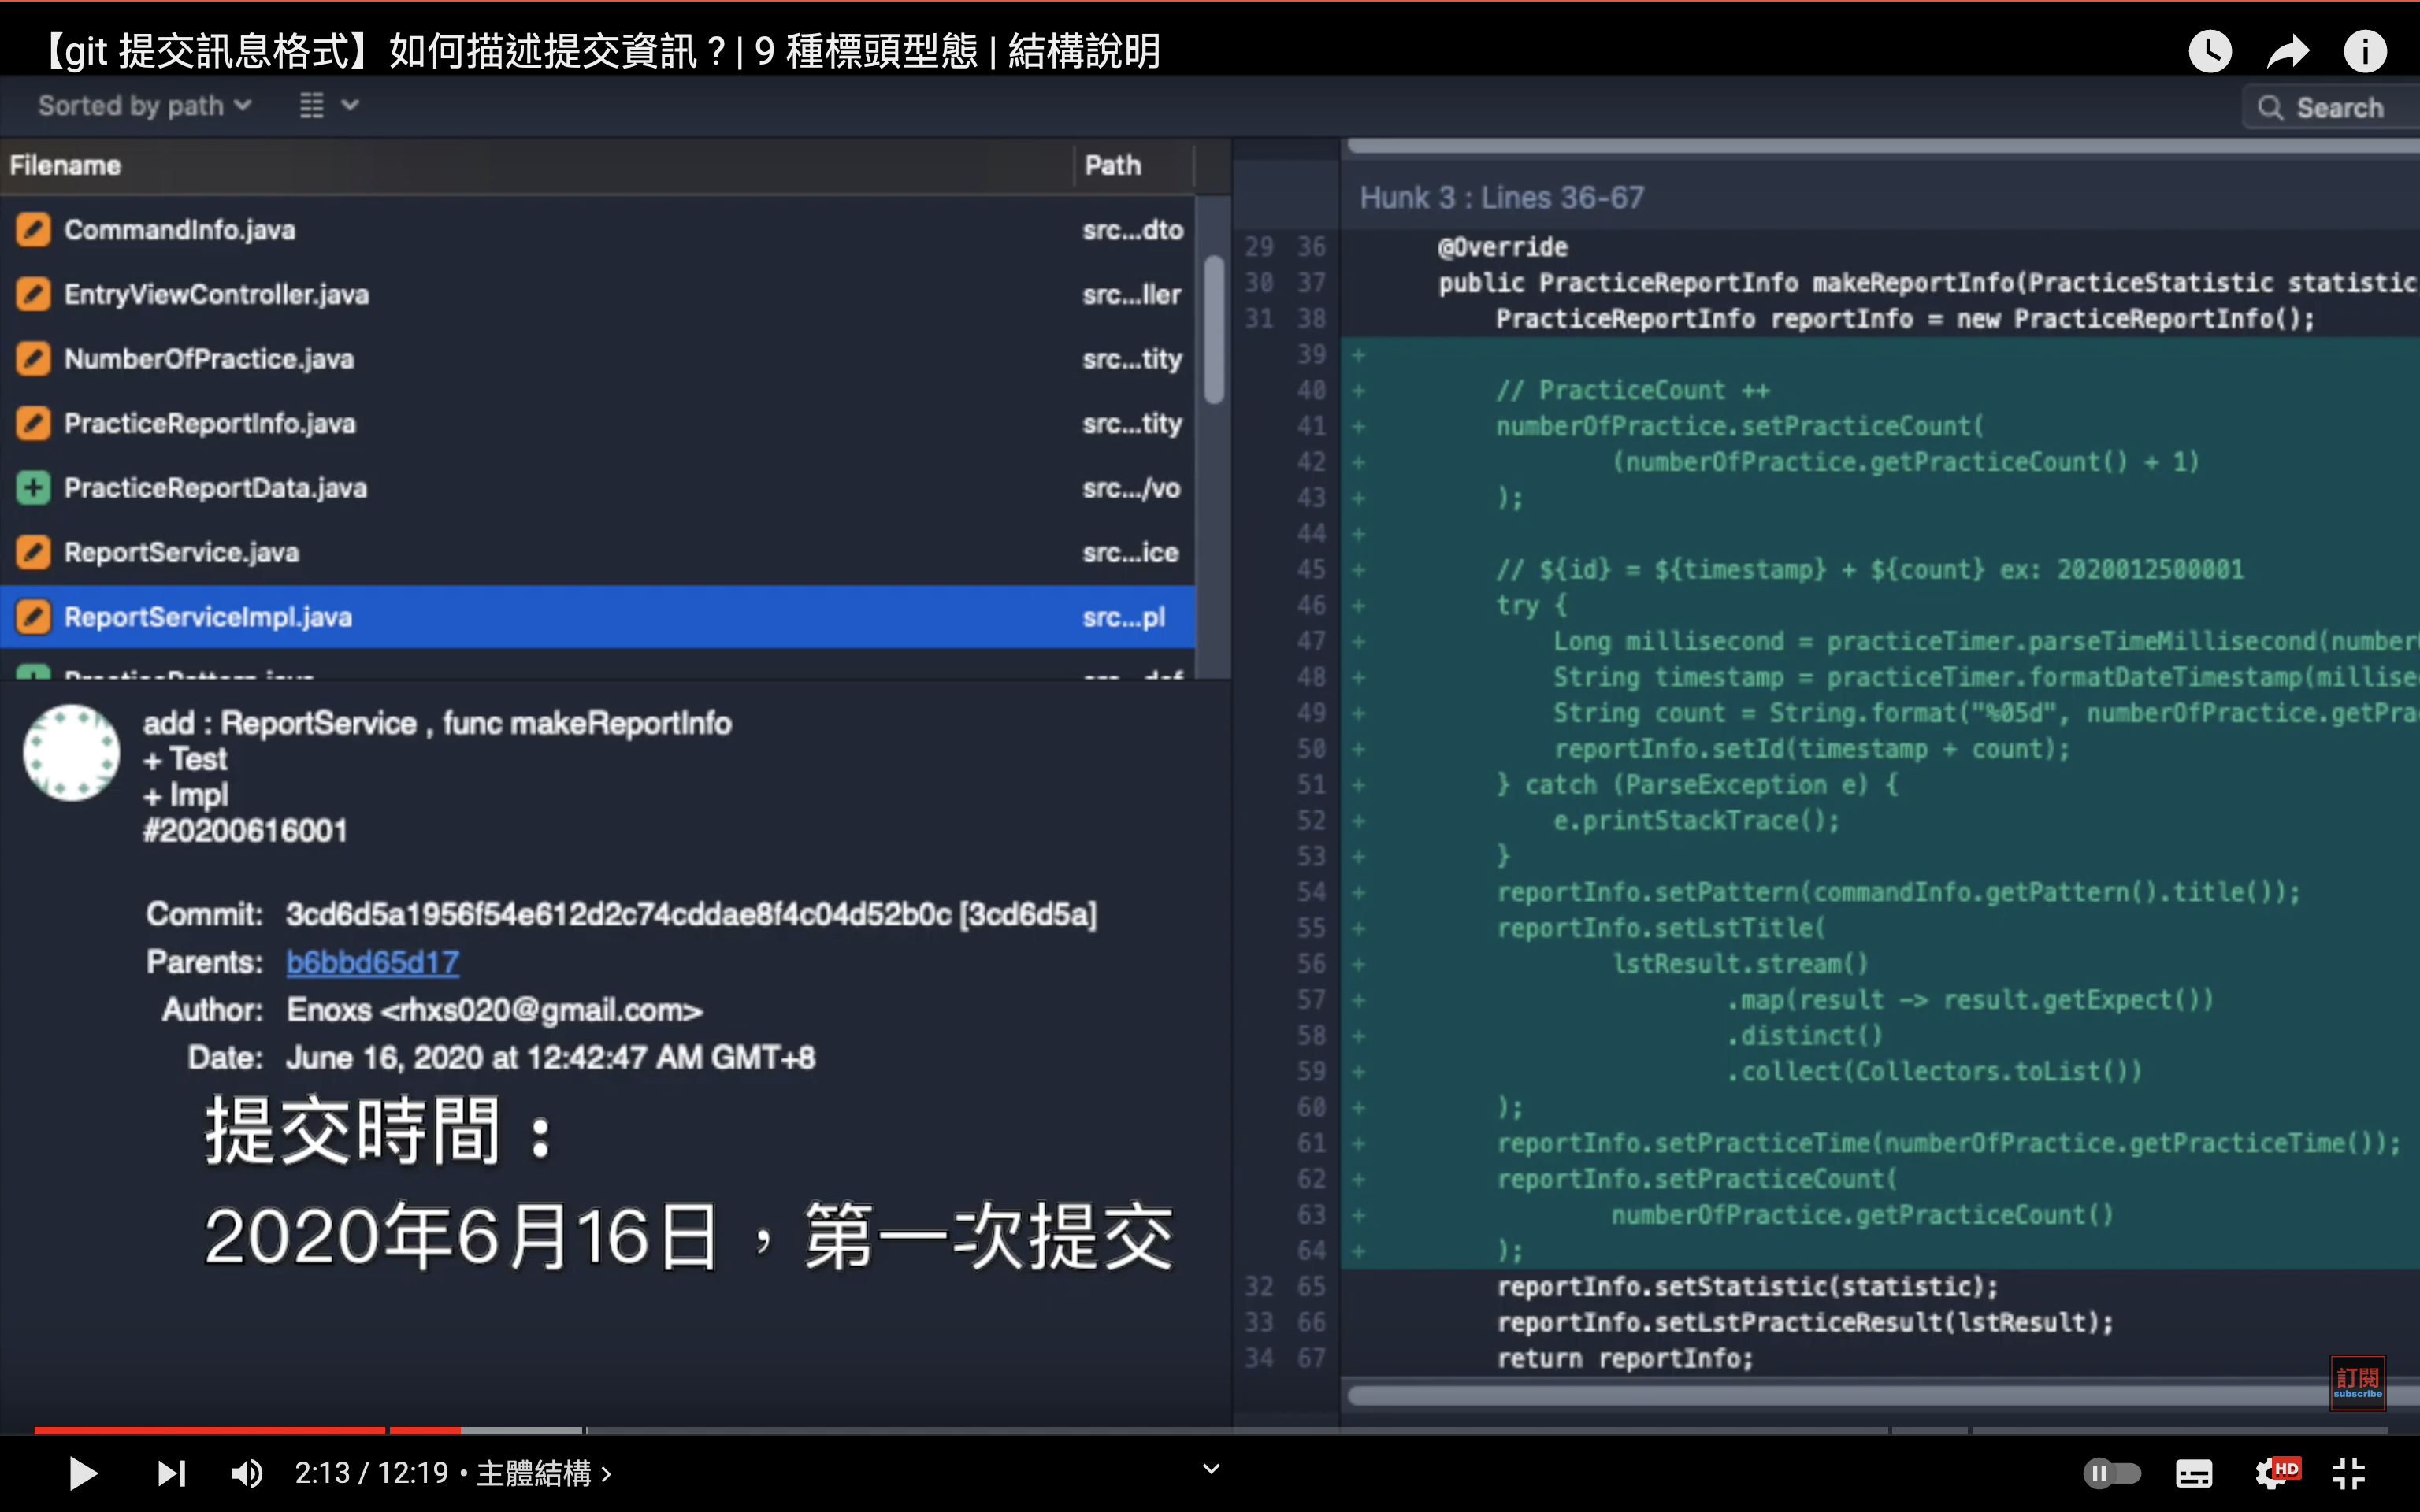 【git 提交訊息格式】如何描述提交資訊？| 9 種標頭型態 | 結構說明
Sorted by path
Search
Filename Path
CommandInfo.java src...dto
EntryViewController.java src...ller
NumberOfPractice.java src...tity
PracticeReportInfo.java src...tity
PracticeReportData.java src.../vo
ReportService.java src...ice
ReportServiceImpl.java src...pl
add : ReportService , func makeReportInfo
+ Test
+ Impl
#20200616001
Commit: 3cd6d5a1956f54e612d2c74cddae8f4c04d52b0c [3cd6d5a]
Parents: b6bbd65d17
Author: Enoxs <rhxs020@gmail.com>
Date: June 16, 2020 at 12:42:47 AM GMT+8
提交時間：
2020年6月16日，第一次提交
Hunk 3 : Lines 36-67
29 36 @Override
30 37 public PracticeReportInfo makeReportInfo(PracticeStatistic statistic
31 38 PracticeReportInfo reportInfo = new PracticeReportInfo();
39 +
40 + // PracticeCount ++
41 + numberOfPractice.setPracticeCount(
42 + (numberOfPractice.getPracticeCount() + 1)
43 + );
44 +
45 + // ${id} = ${timestamp} + ${count} ex: 2020012500001
46 + try {
47 + Long millisecond = practiceTimer.parseTimeMillisecond(number
48 + String timestamp = practiceTimer.formatDateTimestamp(millise
49 + String count = String.format("%05d", numberOfPractice.getPra
50 + reportInfo.setId(timestamp + count);
51 + } catch (ParseException e) {
52 + e.printStackTrace();
53 + }
54 + reportInfo.setPattern(commandInfo.getPattern().title());
55 + reportInfo.setLstTitle(
56 + lstResult.stream()
57 + .map(result -> result.getExpect())
58 + .distinct()
59 + .collect(Collectors.toList())
60 + );
61 + reportInfo.setPracticeTime(numberOfPractice.getPracticeTime());
62 + reportInfo.setPracticeCount(
63 + numberOfPractice.getPracticeCount()
64 + );
32 65 reportInfo.setStatistic(statistic);
33 66 reportInfo.setLstPracticeResult(lstResult);
34 67 return reportInfo;
訂閱
subscribe
2:13 / 12:19 • 主體結構 ›
HD